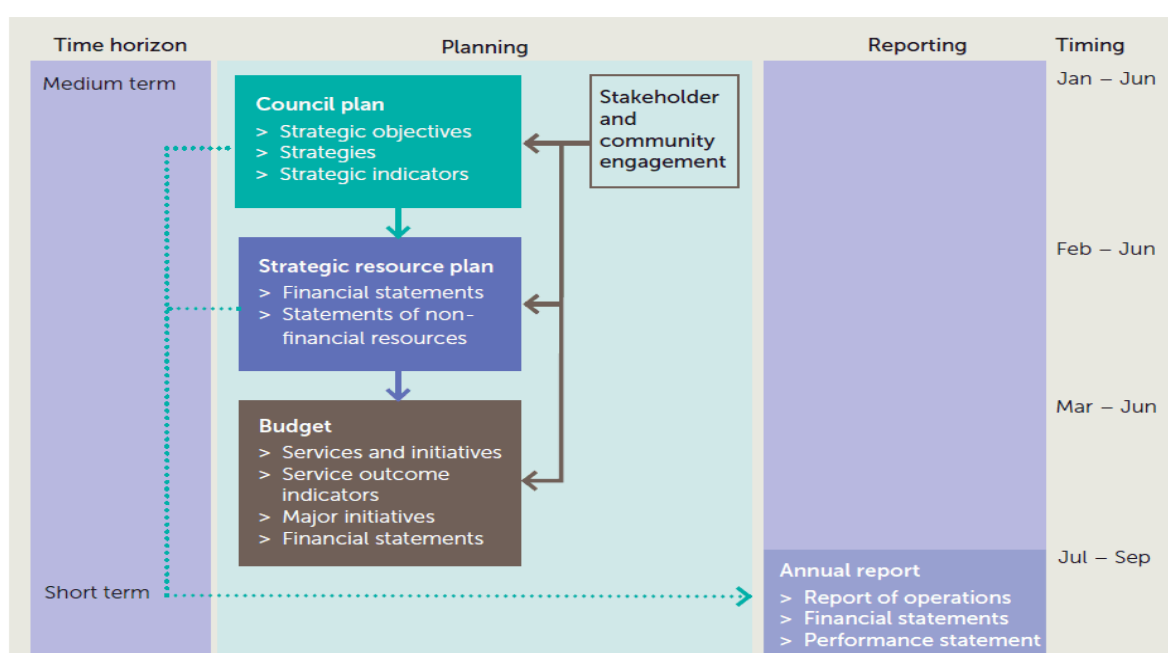 Time horizon
Planning
Reporting
Timing
Medium term
Jan – Jun
Council plan
> Strategic objectives
> Strategies
> Strategic indicators
Stakeholder
and
community
engagement
Feb – Jun
Strategic resource plan
> Financial statements
> Statements of non-
financial resources
Mar – Jun
Budget
> Services and initiatives
> Service outcome
indicators
> Major initiatives
> Financial statements
Jul – Sep
Short term
Annual report
> Report of operations
> Financial statements
> Performance statement